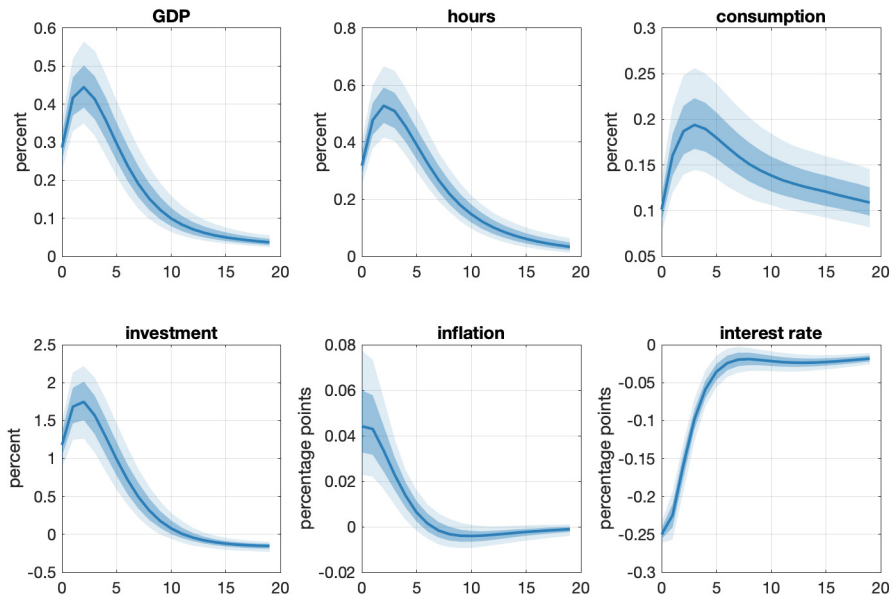 GDP
hours
consumption
percent
0.6
0.5
0.4
0.3
0.2
0.1
0
0 5 10 15 20
percent
0.8
0.6
0.4
0.2
0
0 5 10 15 20
percent
0.3
0.25
0.2
0.15
0.1
0.05
0 5 10 15 20
investment
inflation
interest rate
percent
2.5
2
1.5
1
0.5
0
-0.5
0 5 10 15 20
percentage points
0.08
0.06
0.04
0.02
0
-0.02
0 5 10 15 20
percentage points
0
-0.05
-0.1
-0.15
-0.2
-0.25
-0.3
0 5 10 15 20